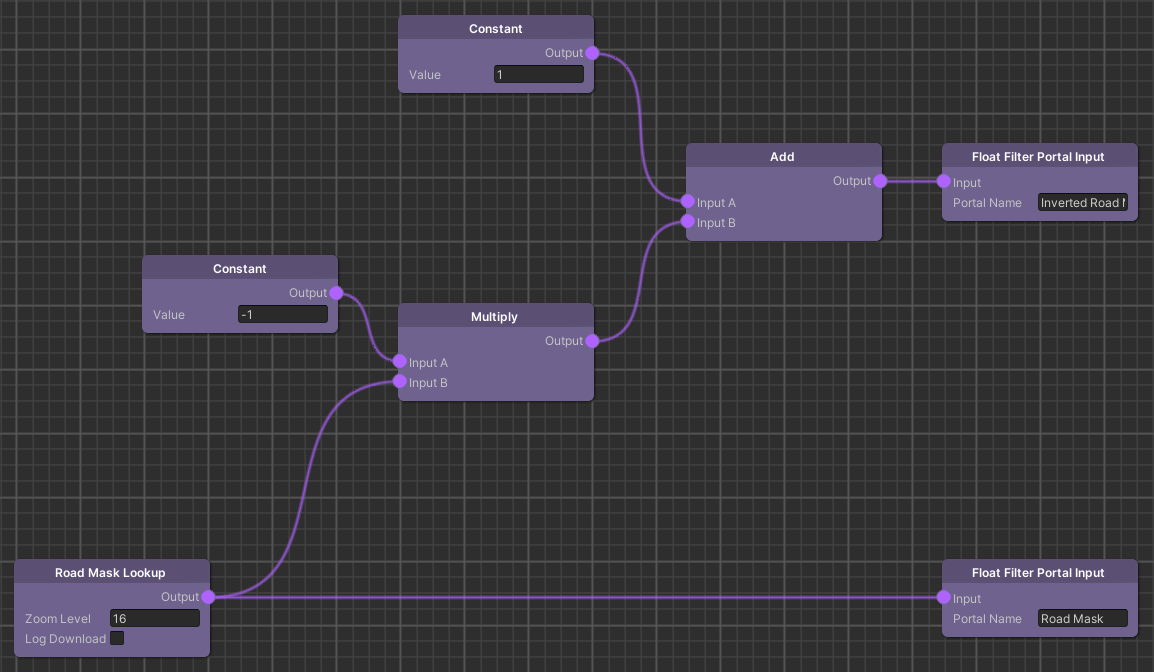 Constant
Output
Value 1
Add
Output
Input A
Input B
Float Filter Portal Input
Input
Portal Name Inverted Road
Constant
Output
Value -1
Multiply
Output
Input A
Input B
Road Mask Lookup
Output
Zoom Level 16
Log Download
Float Filter Portal Input
Input
Portal Name Road Mask